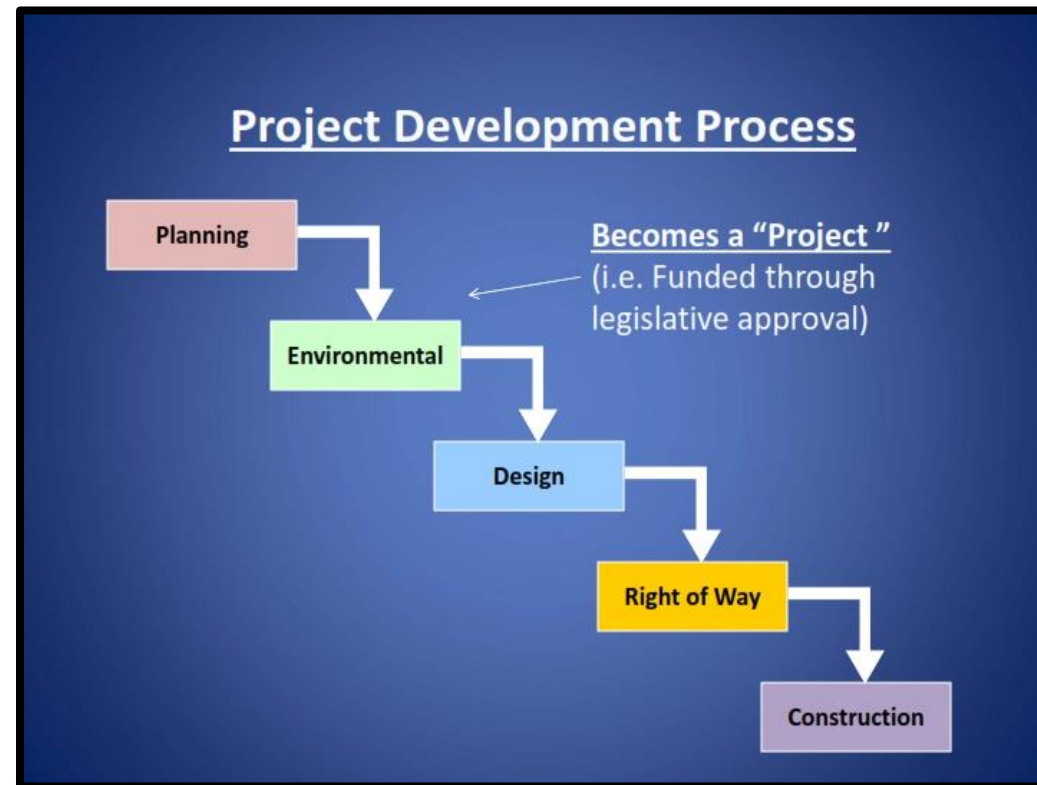 Project Development Process
Planning
Becomes a “Project ”
(i.e. Funded through
legislative approval)
Environmental
Design
Right of Way
Construction